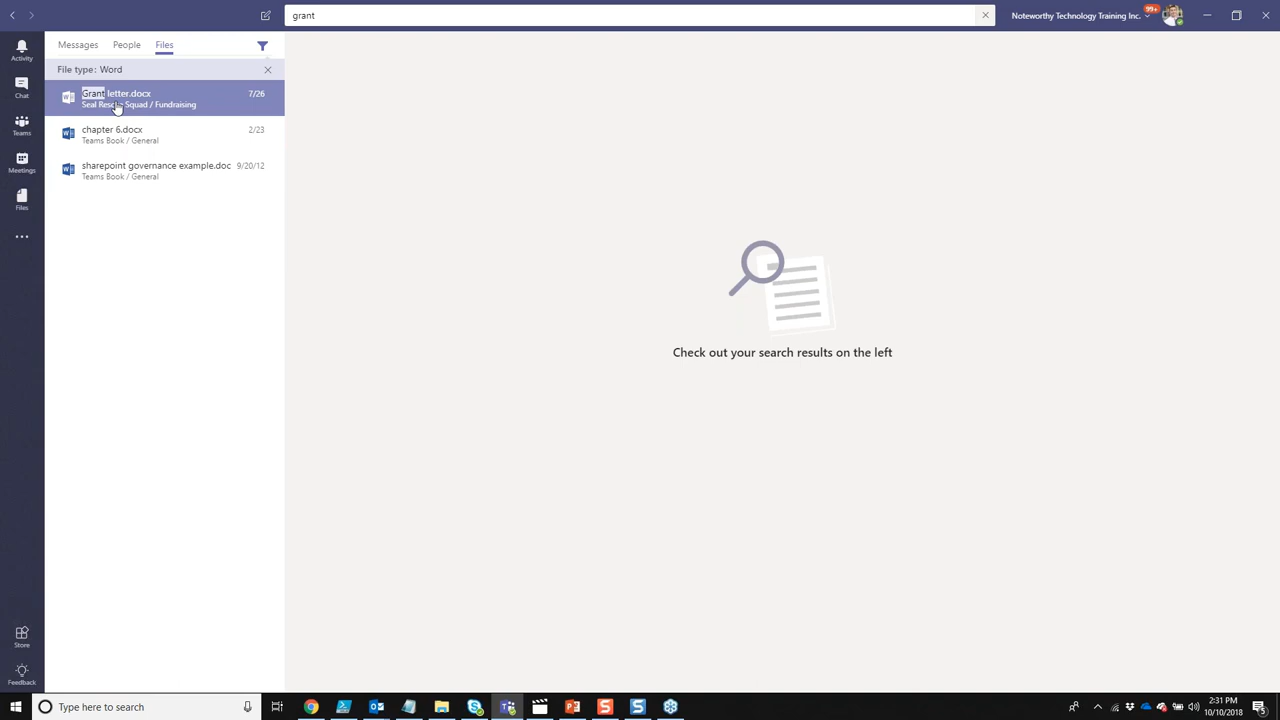 grant
Noteworthy Technology Training Inc.
99+
Activity
Chat
Teams
Meetings
Files
Store
Feedback
Messages People Files
File type: Word
Grant letter.docx 7/26
Seal Rescue Squad / Fundraising
chapter 6.docx 2/23
Teams Book / General
sharepoint governance example.doc 9/20/12
Teams Book / General
Check out your search results on the left
Type here to search
2:31 PM
10/10/2018